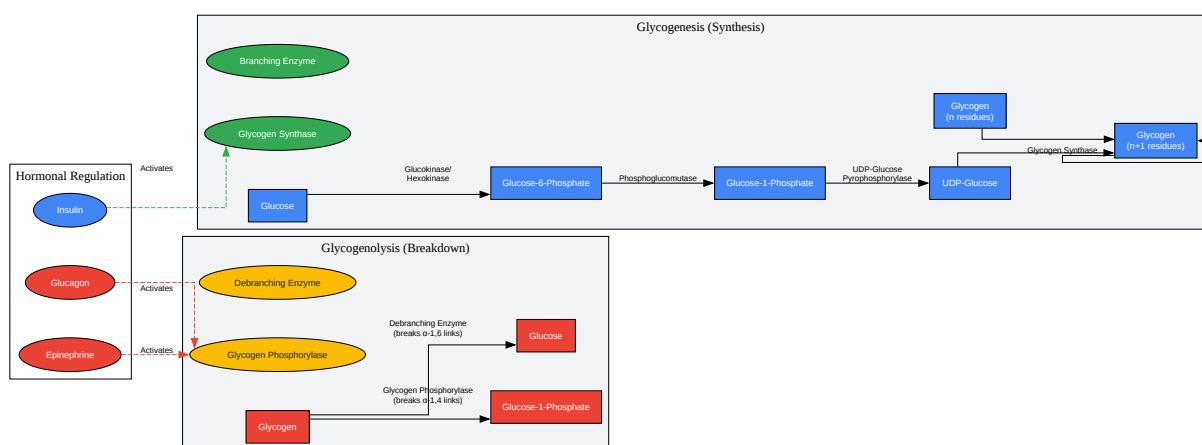 Glycogenesis (Synthesis)
Branching Enzyme
Glycogen Synthase
Glucose
Glucokinase/
Hexokinase
Glucose-6-Phosphate
Phosphoglucomutase
Glucose-1-Phosphate
UDP-Glucose
Pyrophosphorylase
UDP-Glucose
Glycogen
(n residues)
Glycogen Synthase
Glycogen
(n+1 residues)
Hormonal Regulation
Insulin
Activates
Glucagon
Activates
Epinephrine
Activates
Glycogenolysis (Breakdown)
Debranching Enzyme
Glycogen Phosphorylase
Glycogen
Debranching Enzyme
(breaks α-1,6 links)
Glucose
Glycogen Phosphorylase
(breaks α-1,4 links)
Glucose-1-Phosphate